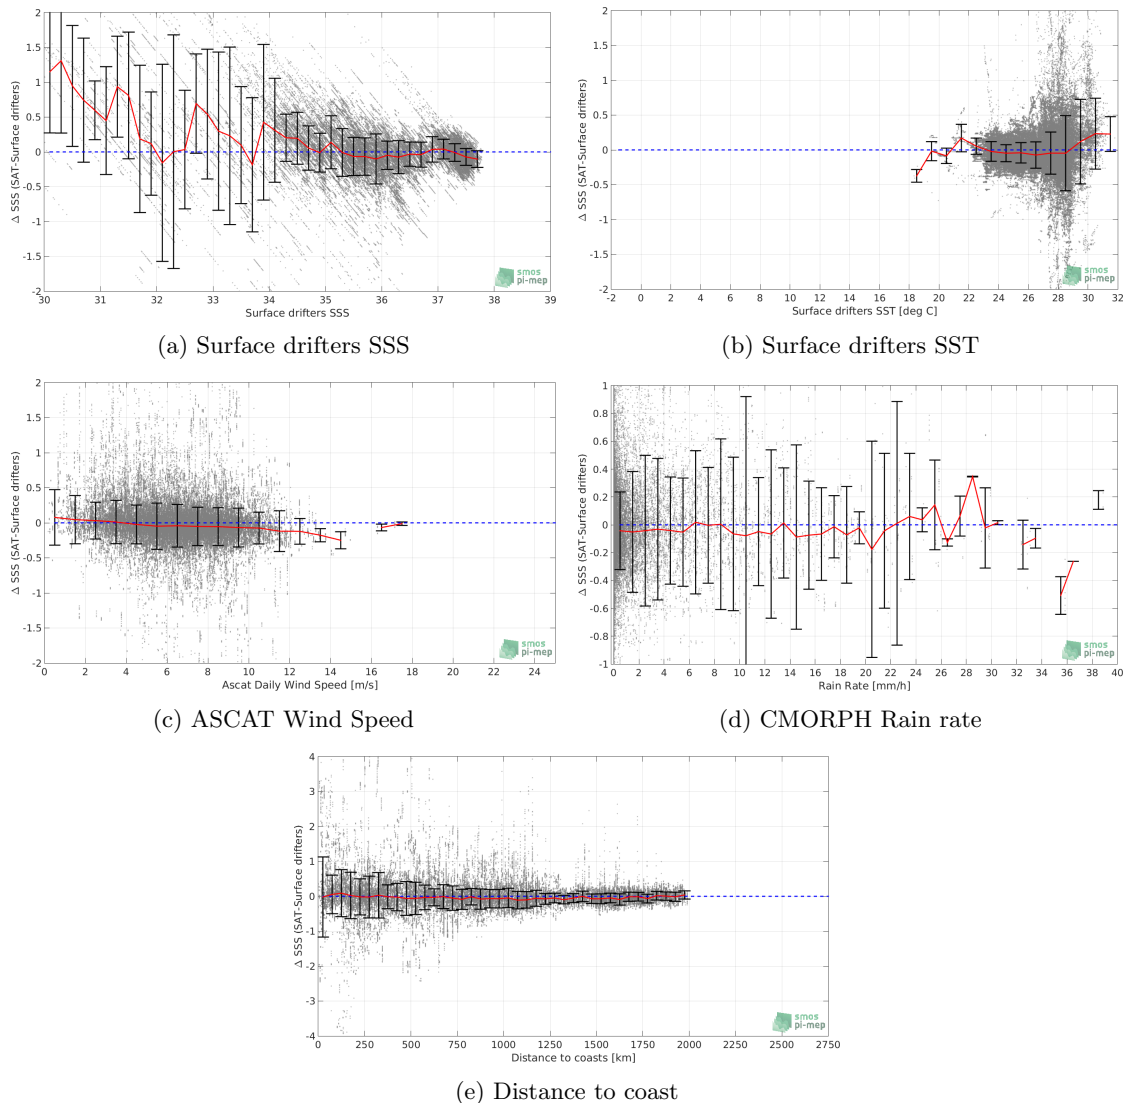 2
1.5
1
0.5
0
-0.5
-1
-1.5
-2
Δ SSS (SAT-Surface drifters)
30 31 32 33 34 35 36 37 38 39
Surface drifters SSS
smos
pi-mep
(a) Surface drifters SSS
2
1.5
1
0.5
0
-0.5
-1
-1.5
-2
Δ SSS (SAT-Surface drifters)
-2 0 2 4 6 8 10 12 14 16 18 20 22 24 26 28 30 32
Surface drifters SST [deg C]
smos
pi-mep
(b) Surface drifters SST
2
1.5
1
0.5
0
-0.5
-1
-1.5
-2
Δ SSS (SAT-Surface drifters)
0 2 4 6 8 10 12 14 16 18 20 22 24
Ascat Daily Wind Speed [m/s]
smos
pi-mep
(c) ASCAT Wind Speed
1
0.8
0.6
0.4
0.2
0
-0.2
-0.4
-0.6
-0.8
-1
Δ SSS (SAT-Surface drifters)
0 2 4 6 8 10 12 14 16 18 20 22 24 26 28 30 32 34 36 38 40
Rain Rate [mm/h]
smos
pi-mep
(d) CMORPH Rain rate
4
3
2
1
0
-1
-2
-3
-4
Δ SSS (SAT-Surface drifters)
0 250 500 750 1000 1250 1500 1750 2000 2250 2500 2750
Distance to coasts [km]
smos
pi-mep
(e) Distance to coast